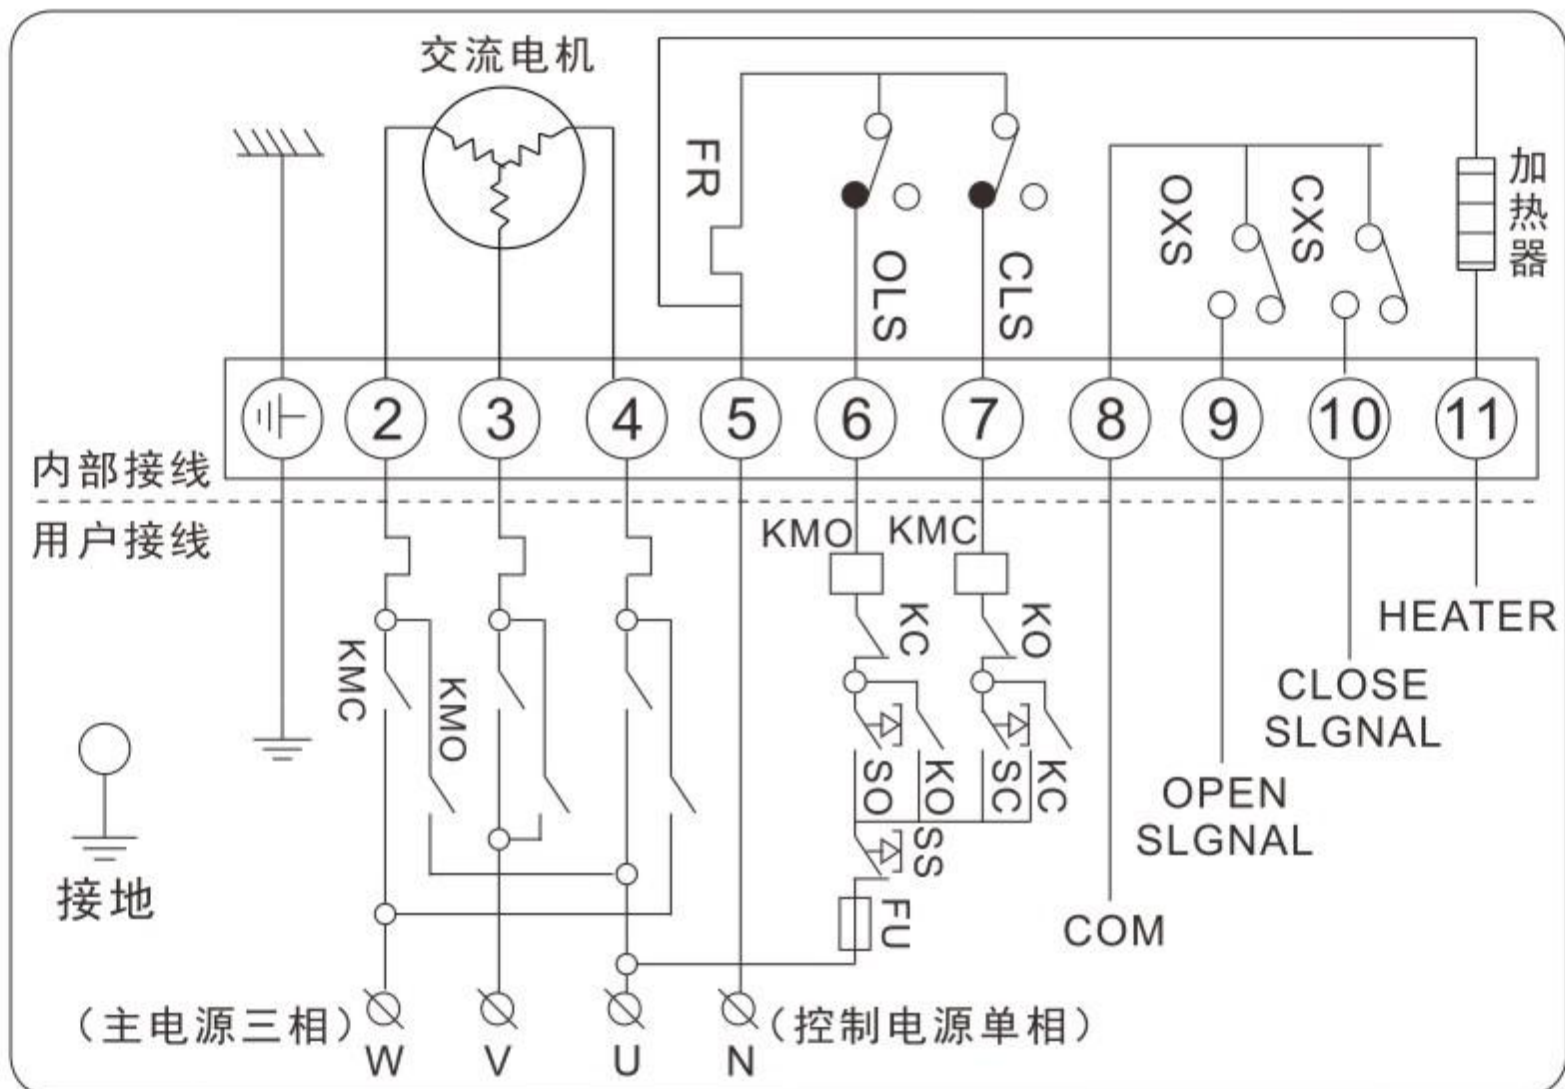 交流电机
FR
OLS
CLS
OXS
CXS
加热器
2
3
4
5
6
7
8
9
10
11
内部接线
用户接线
KMO
KMC
KC
KO
HEATER
KMC
KMO
CLOSE
SLGNAL
SO
KO
SC
KC
OPEN
SLGNAL
SS
接地
FU
COM
（主电源三相）
（控制电源单相）
W
V
U
N